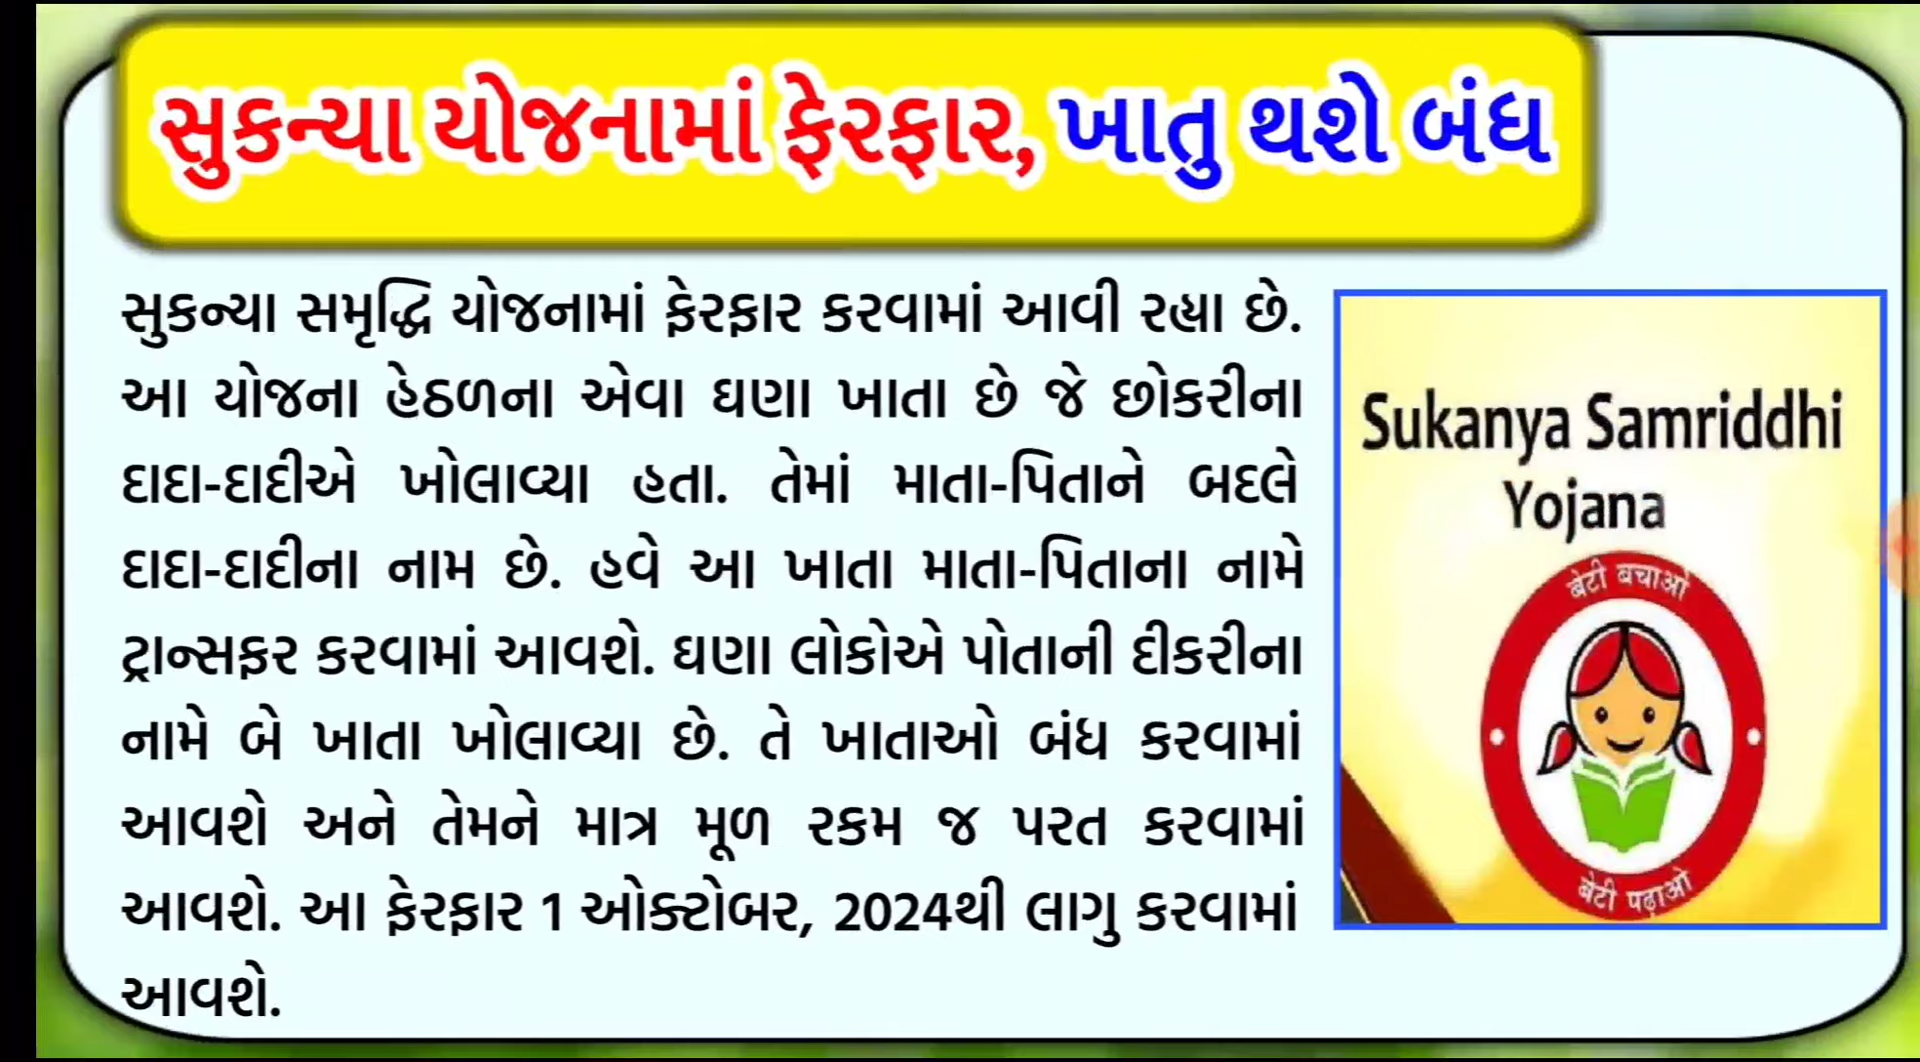 સુકન્યા યોજનામાં ફેરફાર, ખાતુ થશે બંધ
સુકન્યા સમૃદ્ધિ યોજનામાં ફેરફાર કરવામાં આવી રહ્યા છે.
આ યોજના હેઠળના એવા ઘણા ખાતા છે જે છોકરીના
દાદા-દાદીએ ખોલાવ્યા હતા. તેમાં માતા-પિતાને બદલે
દાદા-દાદીના નામ છે. હવે આ ખાતા માતા-પિતાના નામે
ટ્રાન્સફર કરવામાં આવશે. ઘણા લોકોએ પોતાની દીકરીના
નામે બે ખાતા ખોલાવ્યા છે. તે ખાતાઓ બંધ કરવામાં
આવશે અને તેમને માત્ર મૂળ રકમ જ પરત કરવામાં
આવશે. આ ફેરફાર 1 ઓક્ટોબર, 2024થી લાગુ કરવામાં
આવશે.
Sukanya Samriddhi
Yojana
बेटी बचाओ
बेटी पढ़ाओ